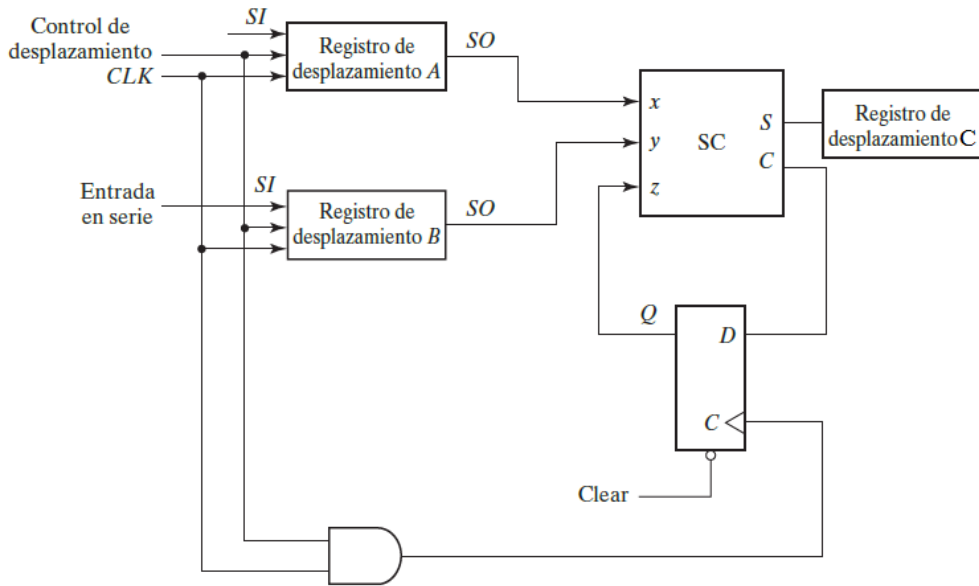 SI
Control de
desplazamiento
CLK
Registro de
desplazamiento A
SO
x
y
z
SC
S
C
Registro de
desplazamiento C
Entrada
en serie
SI
Registro de
desplazamiento B
SO
Q
D
C
Clear